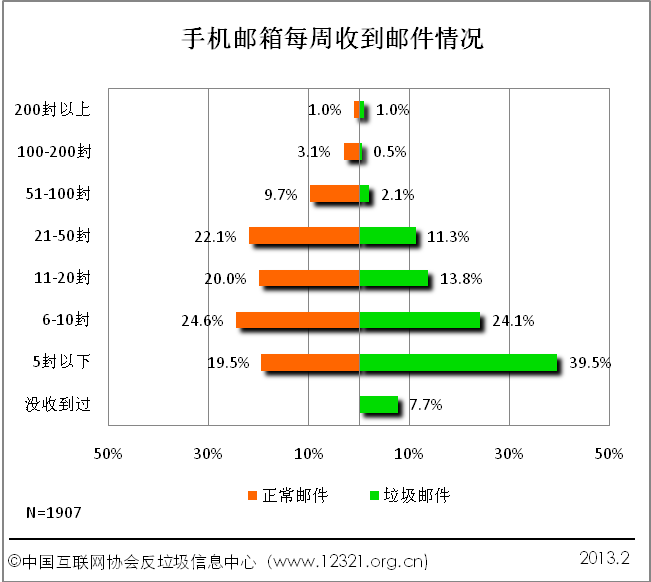 手机邮箱每周收到邮件情况
200封以上 1.0% 1.0%
100-200封 3.1% 0.5%
51-100封 9.7% 2.1%
21-50封 22.1% 11.3%
11-20封 20.0% 13.8%
6-10封 24.6% 24.1%
5封以下 19.5% 39.5%
没收到过 7.7%
50% 30% 10% 10% 30% 50%
正常邮件 垃圾邮件
N=1907
©中国互联网协会反垃圾信息中心 (www.12321.org.cn) 2013.2